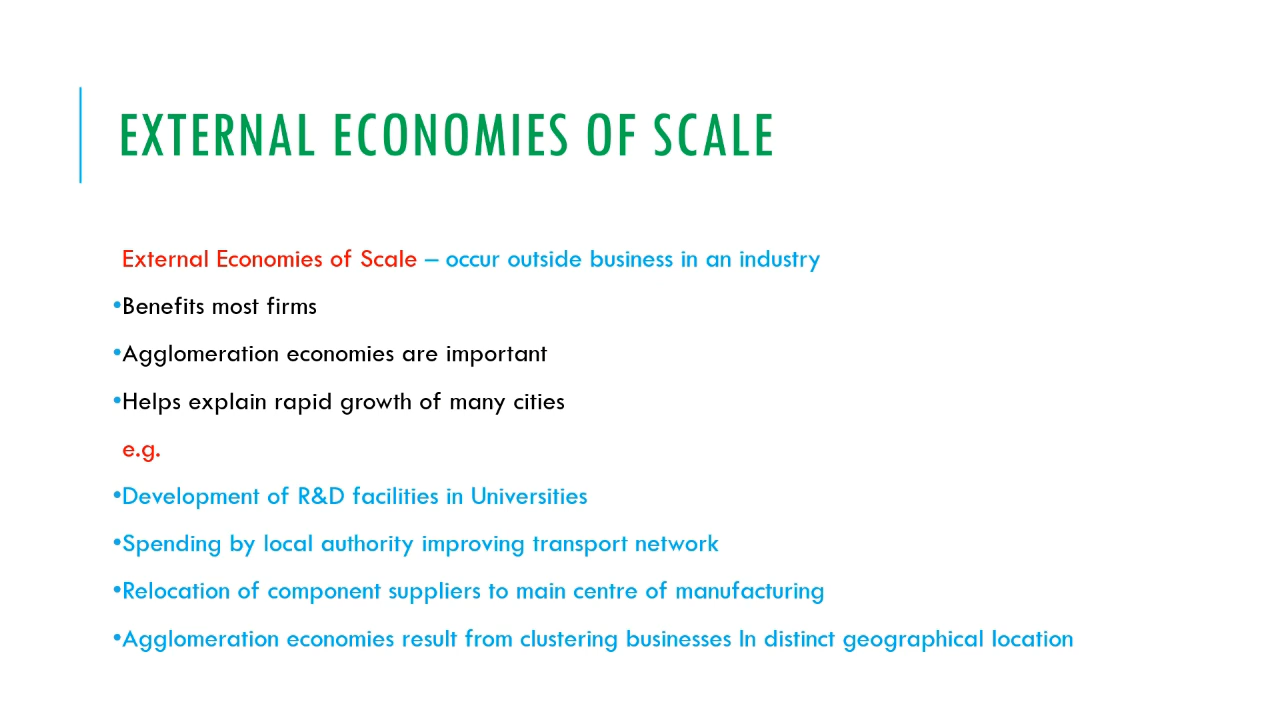 EXTERNAL ECONOMIES OF SCALE
External Economies of Scale – occur outside business in an industry
•Benefits most firms
•Agglomeration economies are important
•Helps explain rapid growth of many cities
e.g.
•Development of R&D facilities in Universities
•Spending by local authority improving transport network
•Relocation of component suppliers to main centre of manufacturing
•Agglomeration economies result from clustering businesses In distinct geographical location